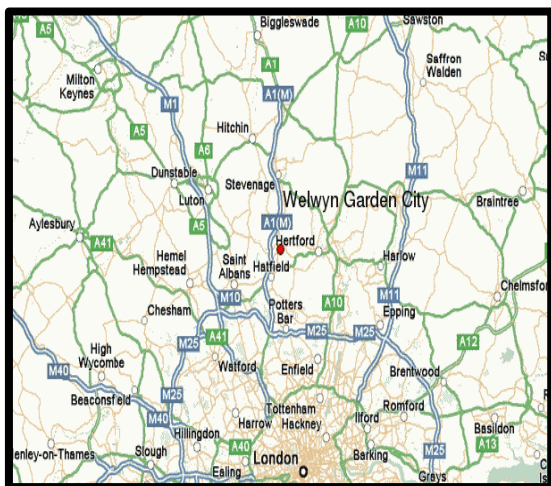 Sawston
A10
Biggleswade
Saffron
Walden
A1
Milton
Keynes
A1(M)
M1
A5
Hitchin
A6
M11
Dunstable
Stevenage
Luton
Welwyn Garden City
Braintree
Aylesbury
A5
A1(M)
A41
Hertford
Hemel
Hempstead
Saint
Albans
Hatfield
Harlow
M10
A10
M11
Chelmsfo
Chesham
Potters
Bar
Epping
M25
A41
M25
M25
A12
High
Wycombe
Watford
Enfield
Brentwood
M40
M25
Beaconsfield
Tottenham
Hackney
Ilford
Romford
M40
Harrow
Basildon
Hillingdon
A40
Barking
M25
A13
enley-on-Thames
Slough
Ealing
London
Grays